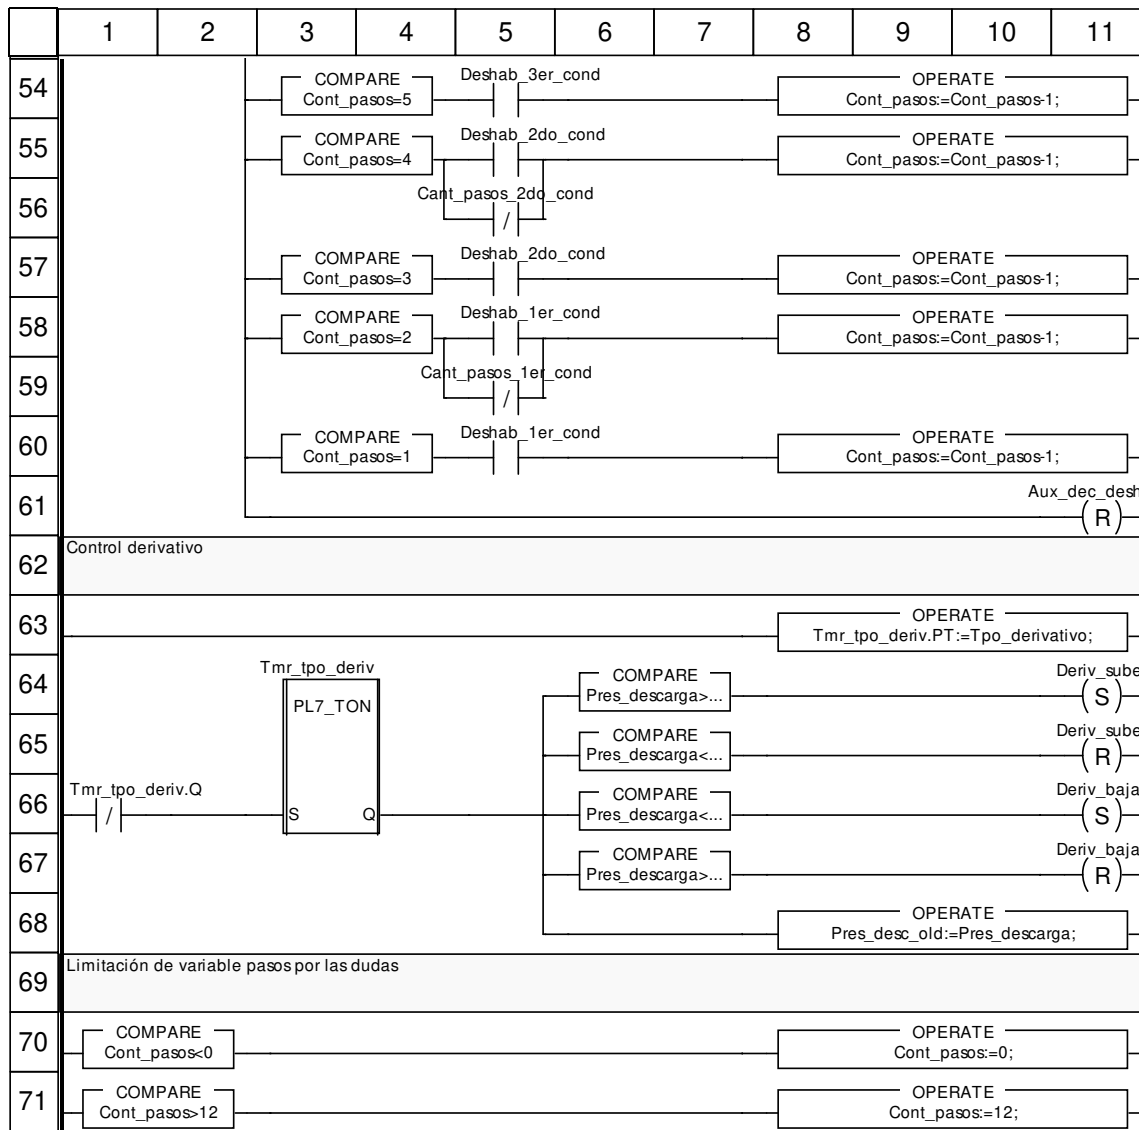 1 2 3 4 5 6 7 8 9 10 11
54
COMPARE
Cont_pasos=5
Deshab_3er_cond
OPERATE
Cont_pasos:=Cont_pasos-1;
55
COMPARE
Cont_pasos=4
Deshab_2do_cond
OPERATE
Cont_pasos:=Cont_pasos-1;
56
Cant_pasos_2do_cond
/
57
COMPARE
Cont_pasos=3
Deshab_2do_cond
OPERATE
Cont_pasos:=Cont_pasos-1;
58
COMPARE
Cont_pasos=2
Deshab_1er_cond
OPERATE
Cont_pasos:=Cont_pasos-1;
59
Cant_pasos_1er_cond
/
60
COMPARE
Cont_pasos=1
Deshab_1er_cond
OPERATE
Cont_pasos:=Cont_pasos-1;
61
Aux_dec_desh
R
62
Control derivativo
63
OPERATE
Tmr_tpo_deriv.PT:=Tpo_derivativo;
64
Tmr_tpo_deriv
PL7_TON
COMPARE
Pres_descarga>...
Deriv_sube
S
65
COMPARE
Pres_descarga<...
Deriv_sube
R
66
Tmr_tpo_deriv.Q
/
S Q
COMPARE
Pres_descarga<...
Deriv_baja
S
67
COMPARE
Pres_descarga>...
Deriv_baja
R
68
OPERATE
Pres_desc_old:=Pres_descarga;
69
Limitación de variable pasos por las dudas
70
COMPARE
Cont_pasos<0
OPERATE
Cont_pasos:=0;
71
COMPARE
Cont_pasos>12
OPERATE
Cont_pasos:=12;